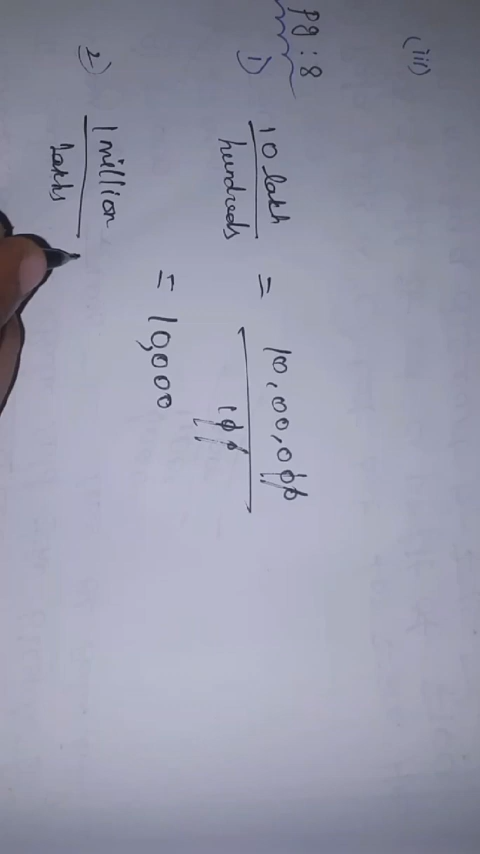 (iii)
pg : 8
1) 10 lakh / hundreds = 10,00,000 / 100
= 10,000
2) 1 million / Lakhs